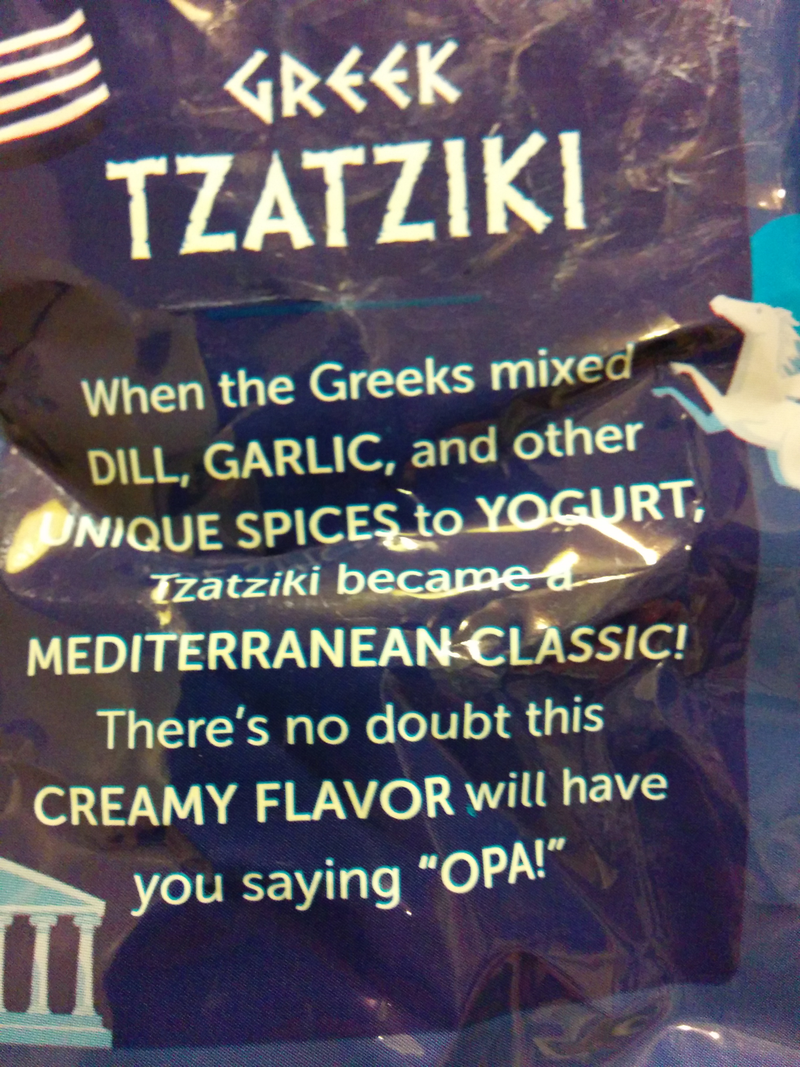 GREEK
TZATZIKI
When the Greeks mixed
DILL, GARLIC, and other
UNIQUE SPICES to YOGURT,
Tzatziki became a
MEDITERRANEAN CLASSIC!
There's no doubt this
CREAMY FLAVOR will have
you saying “OPA!”